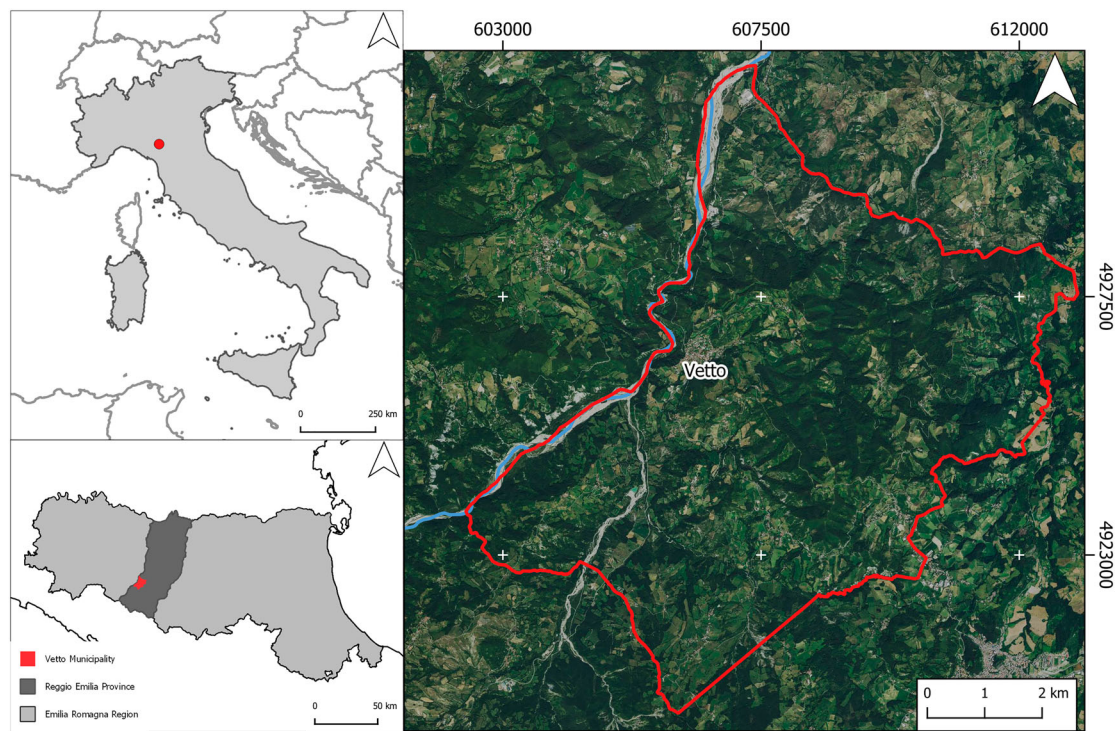 603000
607500
612000
4927500
4923000
Vetto
0 1 2 km
0 250 km
Vetto Municipality
Reggio Emilia Province
Emilia Romagna Region
0 50 km